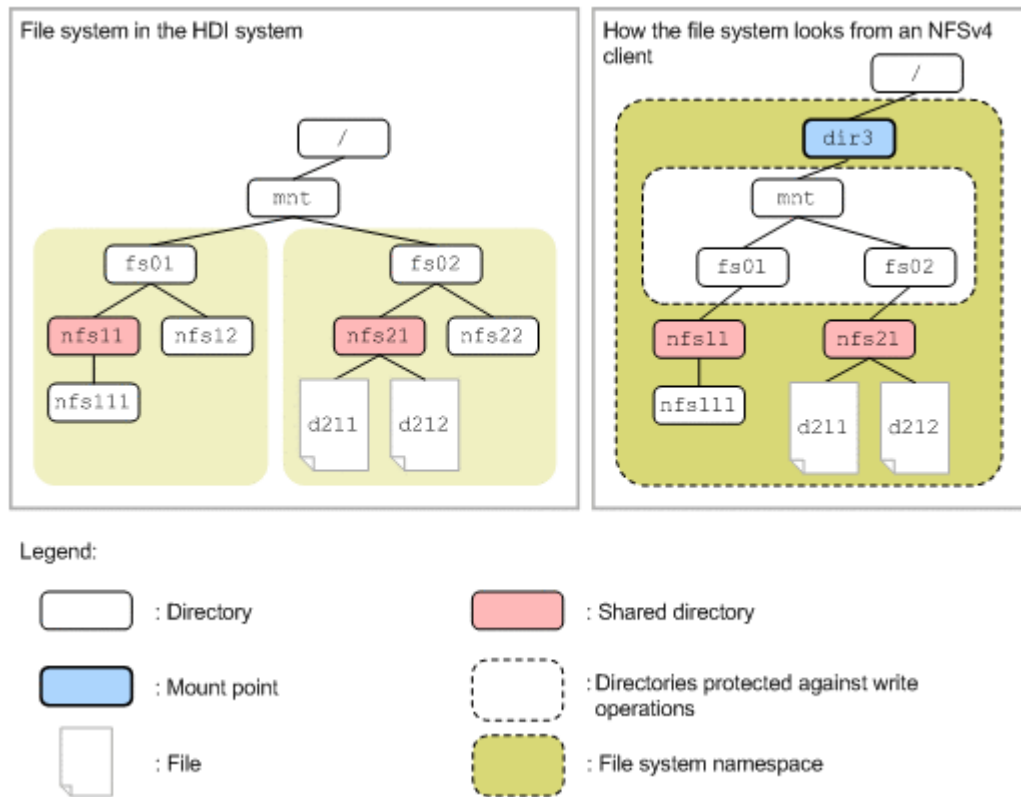 File system in the HDI system
/
mnt
fs01
fs02
nfs11
nfs12
nfs21
nfs22
nfs111
d211
d212
How the file system looks from an NFSv4
client
/
dir3
mnt
fs01
fs02
nfs11
nfs21
nfs111
d211
d212
Legend:
: Directory
: Shared directory
: Mount point
: Directories protected against write
operations
: File
: File system namespace